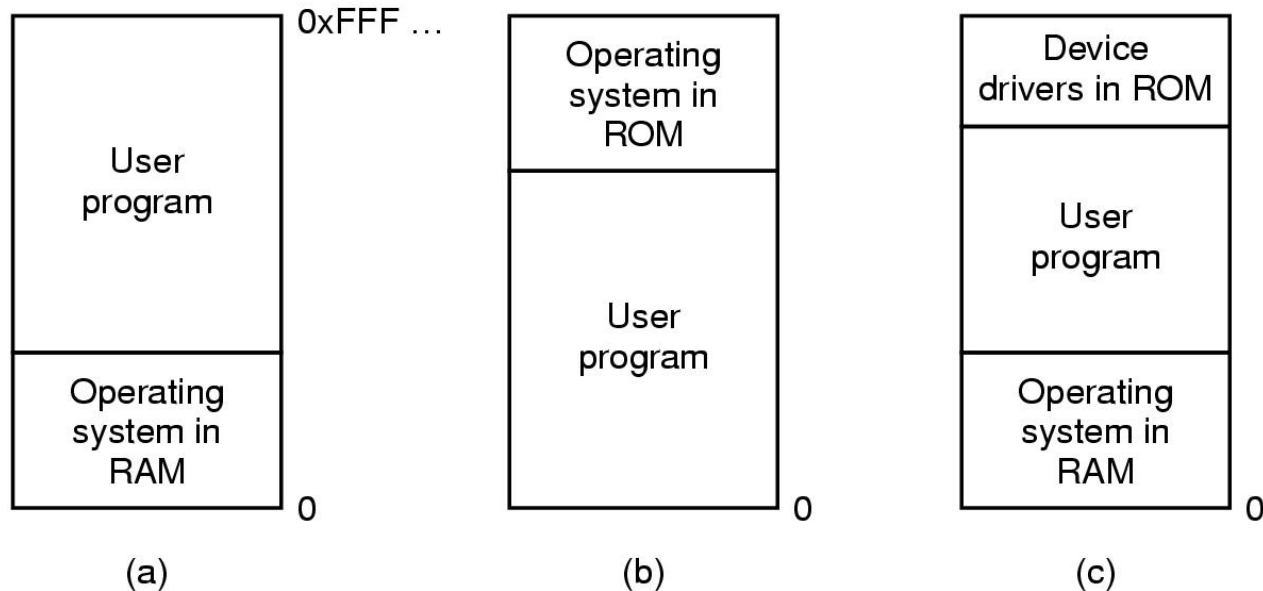 User
program
Operating
system in
RAM
0xFFF …
0
(a)
Operating
system in
ROM
User
program
0
(b)
Device
drivers in ROM
User
program
Operating
system in
RAM
0
(c)